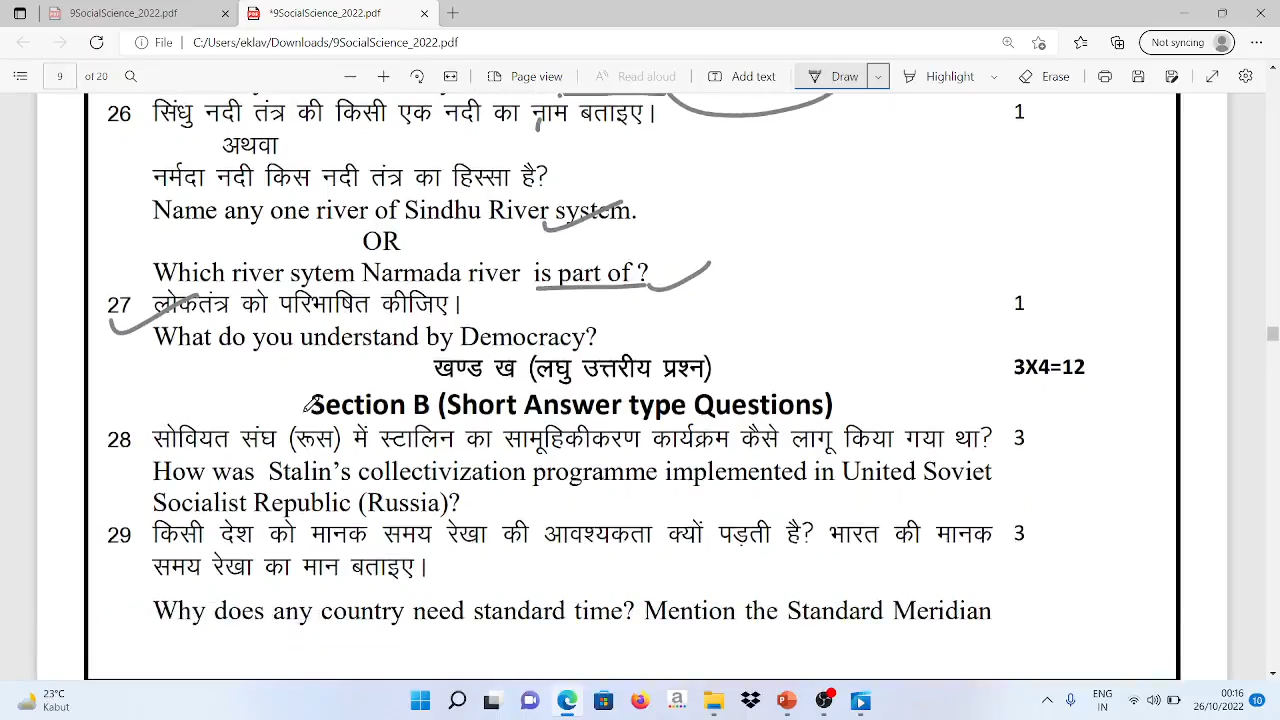 9SocialScience_2022.pdf
*9SocialScience_2022.pdf
File C:/Users/eklav/Downloads/9SocialScience_2022.pdf
Not syncing
9 of 20
Page view
Read aloud
Add text
Draw
Highlight
Erase
26 सिंधु नदी तंत्र की किसी एक नदी का नाम बताइए। 1
अथवा
नर्मदा नदी किस नदी तंत्र का हिस्सा है?
Name any one river of Sindhu River system.
OR
Which river sytem Narmada river is part of ?
27 लोकतंत्र को परिभाषित कीजिए। 1
What do you understand by Democracy?
खण्ड ख (लघु उत्तरीय प्रश्न) 3X4=12
Section B (Short Answer type Questions)
28 सोवियत संघ (रूस) में स्टालिन का सामूहिकीकरण कार्यक्रम कैसे लागू किया गया था? 3
How was Stalin’s collectivization programme implemented in United Soviet
Socialist Republic (Russia)?
29 किसी देश को मानक समय रेखा की आवश्यकता क्यों पड़ती है? भारत की मानक 3
समय रेखा का मान बताइए।
Why does any country need standard time? Mention the Standard Meridian
23°C
Kabut
ENG
IN
00:16
26/10/2022
10